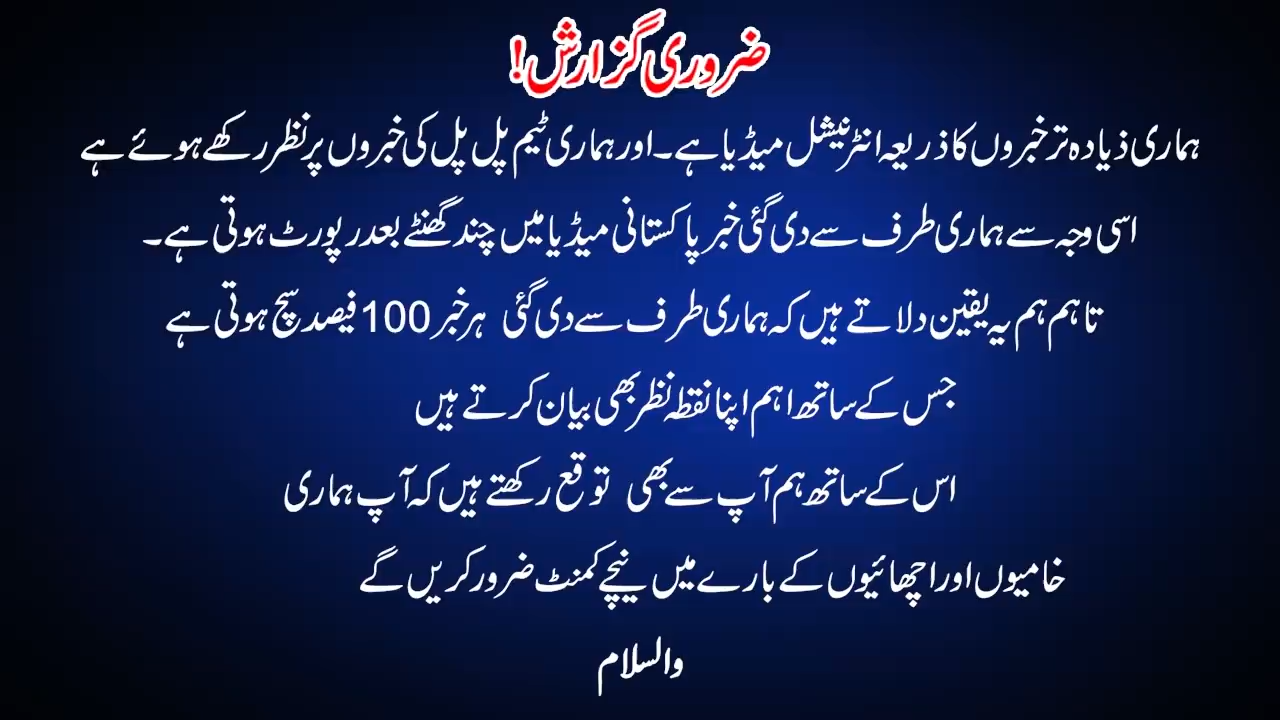 ضروری گزارش!
ہماری ذیادہ تر خبروں کا ذریعہ انٹرنیشل میڈیا ہے۔ اور ہماری ٹیم پل پل کی خبروں پر نظر رکھے ہوئے ہے
اسی وجہ سے ہماری طرف سے دی گئی خبر پاکستانی میڈیا میں چند گھنٹے بعد رپورٹ ہوتی ہے۔
تاہم ہم یہ یقین دلاتے ہیں کہ ہماری طرف سے دی گئی ہر خبر 100 فیصد سچ ہوتی ہے
جس کے ساتھ اہم اپنا نقطہ نظر بھی بیان کرتے ہیں
اس کے ساتھ ہم آپ سے بھی توقع رکھتے ہیں کہ آپ ہماری
خامیوں اور اچھائیوں کے بارے میں نیچے کمنٹ ضرور کریں گے
والسلام